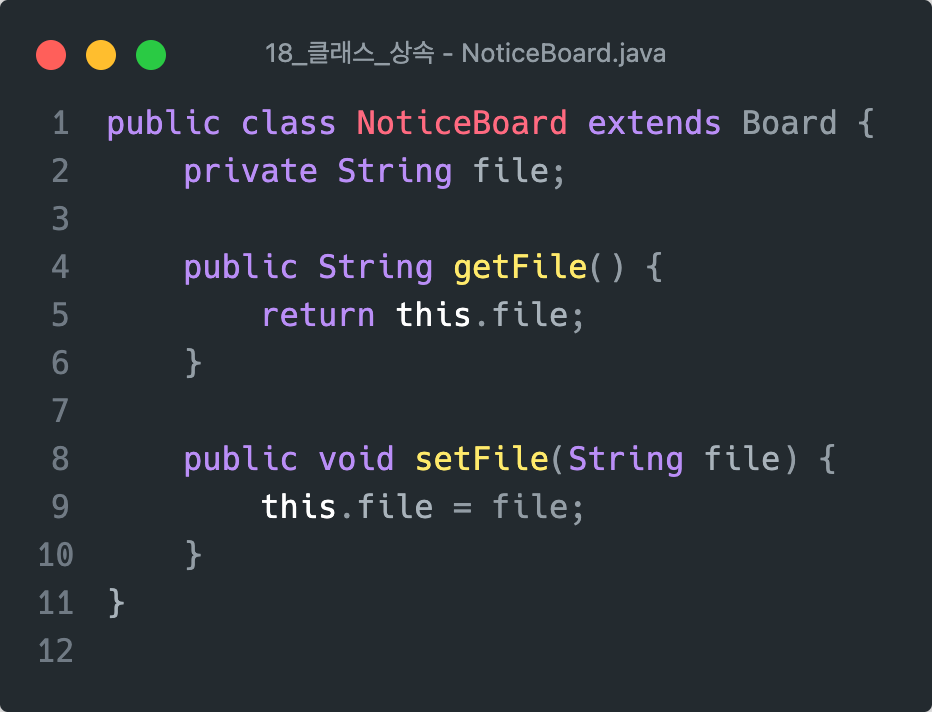 18_클래스_상속 - NoticeBoard.java
1 public class NoticeBoard extends Board {
2     private String file;
3
4     public String getFile() {
5         return this.file;
6     }
7
8     public void setFile(String file) {
9         this.file = file;
10     }
11 }
12